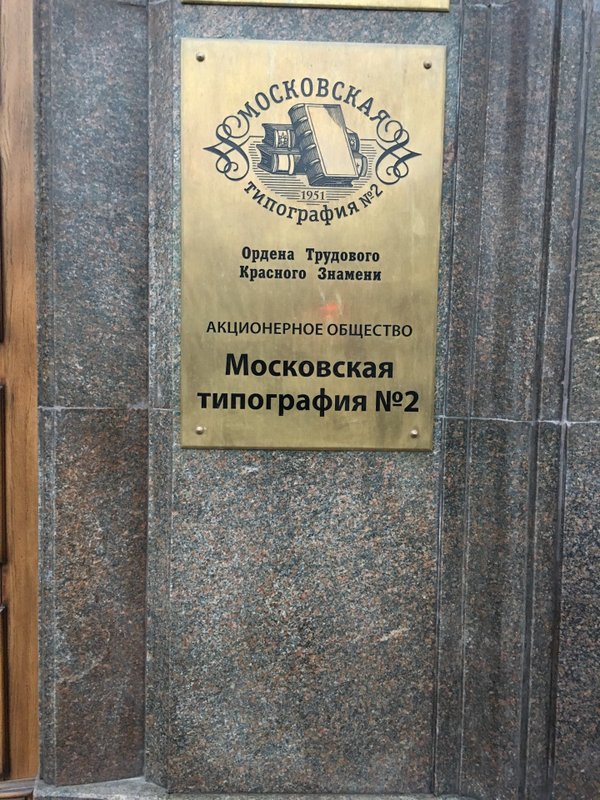 МОСКОВСКАЯ
1951
ТИПОГРАФИЯ №2
Ордена Трудового
Красного Знамени
АКЦИОНЕРНОЕ ОБЩЕСТВО
Московская
типография №2